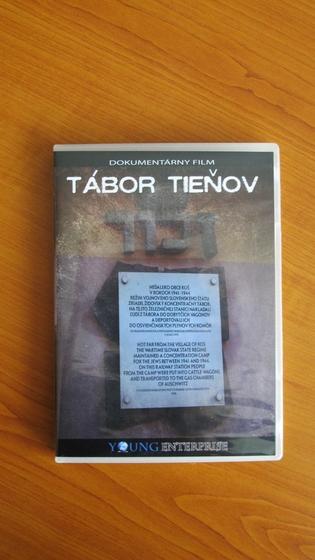 DOKUMENTÁRNY FILM
TÁBOR TIEŇOV
זכור
NEĎALEKO OBCE KUŠ
V ROKOCH 1941-1944
REŽIM VOJNOVÉHO SLOVENSKÉHO ŠTÁTU
ZRIADIL ŽIDOVSKÝ KONCENTRAČNÝ TÁBOR.
NA TEJTO ŽELEZNIČNEJ STANICI NAKLADALI
ĽUDÍ Z TÁBORA DO DOBYTČÍCH VAGÓNOV
A DEPORTOVALI ICH
DO OSVIENČIMSKÝCH PLYNOVÝCH KOMÔR
NOT FAR FROM THE VILLAGE OF KOS
THE WARTIME SLOVAK STATE REGIME
MAINTAINED A CONCENTRATION CAMP
FOR THE JEWS BETWEEN 1941 AND 1944.
ON THIS RAILWAY STATION PEOPLE
FROM THE CAMP WERE PUT INTO CATTLE WAGONS
AND TRANSPORTED TO THE GAS CHAMBERS
OF AUSCHWITZ
YOUNG ENTERPRISE